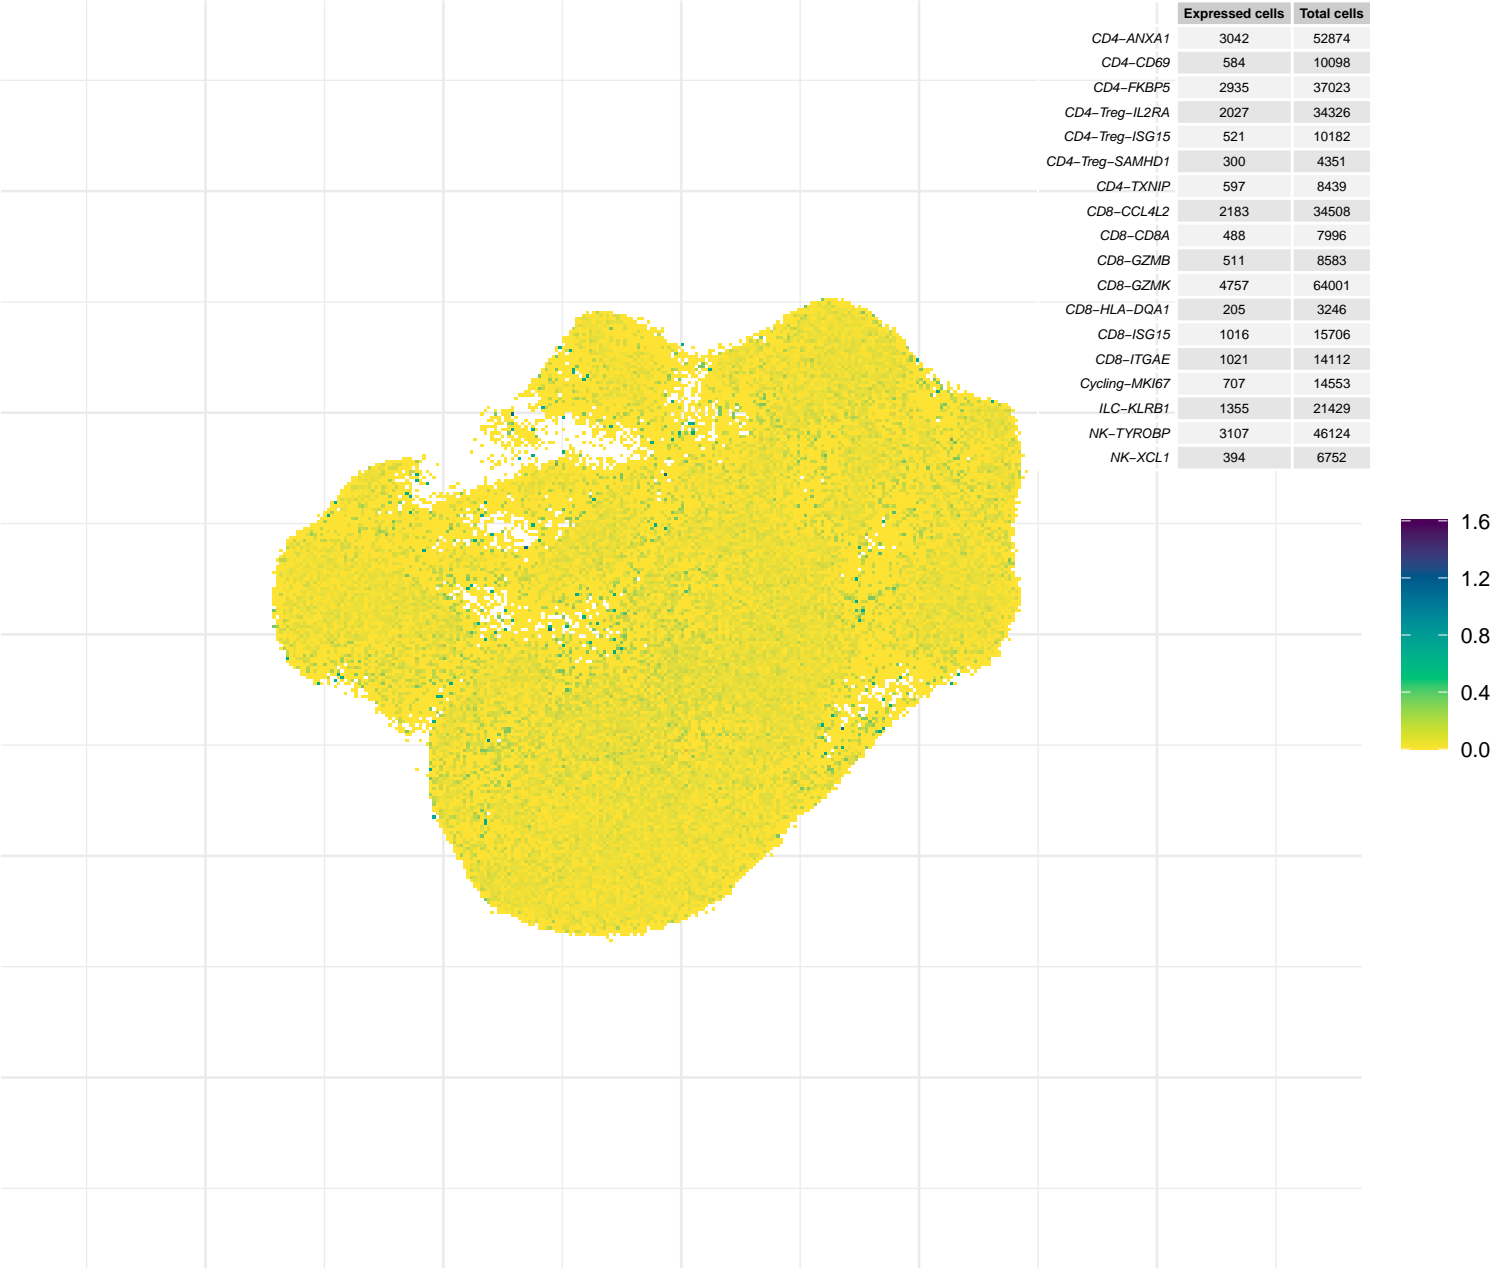 Expressed cells Total cells
CD4−ANXA1 3042 52874
CD4−CD69 584 10098
CD4−FKBP5 2935 37023
CD4−Treg−IL2RA 2027 34326
CD4−Treg−ISG15 521 10182
CD4−Treg−SAMHD1 300 4351
CD4−TXNIP 597 8439
CD8−CCL4L2 2183 34508
CD8−CD8A 488 7996
CD8−GZMB 511 8583
CD8−GZMK 4757 64001
CD8−HLA−DQA1 205 3246
CD8−ISG15 1016 15706
CD8−ITGAE 1021 14112
Cycling−MKI67 707 14553
ILC−KLRB1 1355 21429
NK−TYROBP 3107 46124
NK−XCL1 394 6752
1.6
1.2
0.8
0.4
0.0